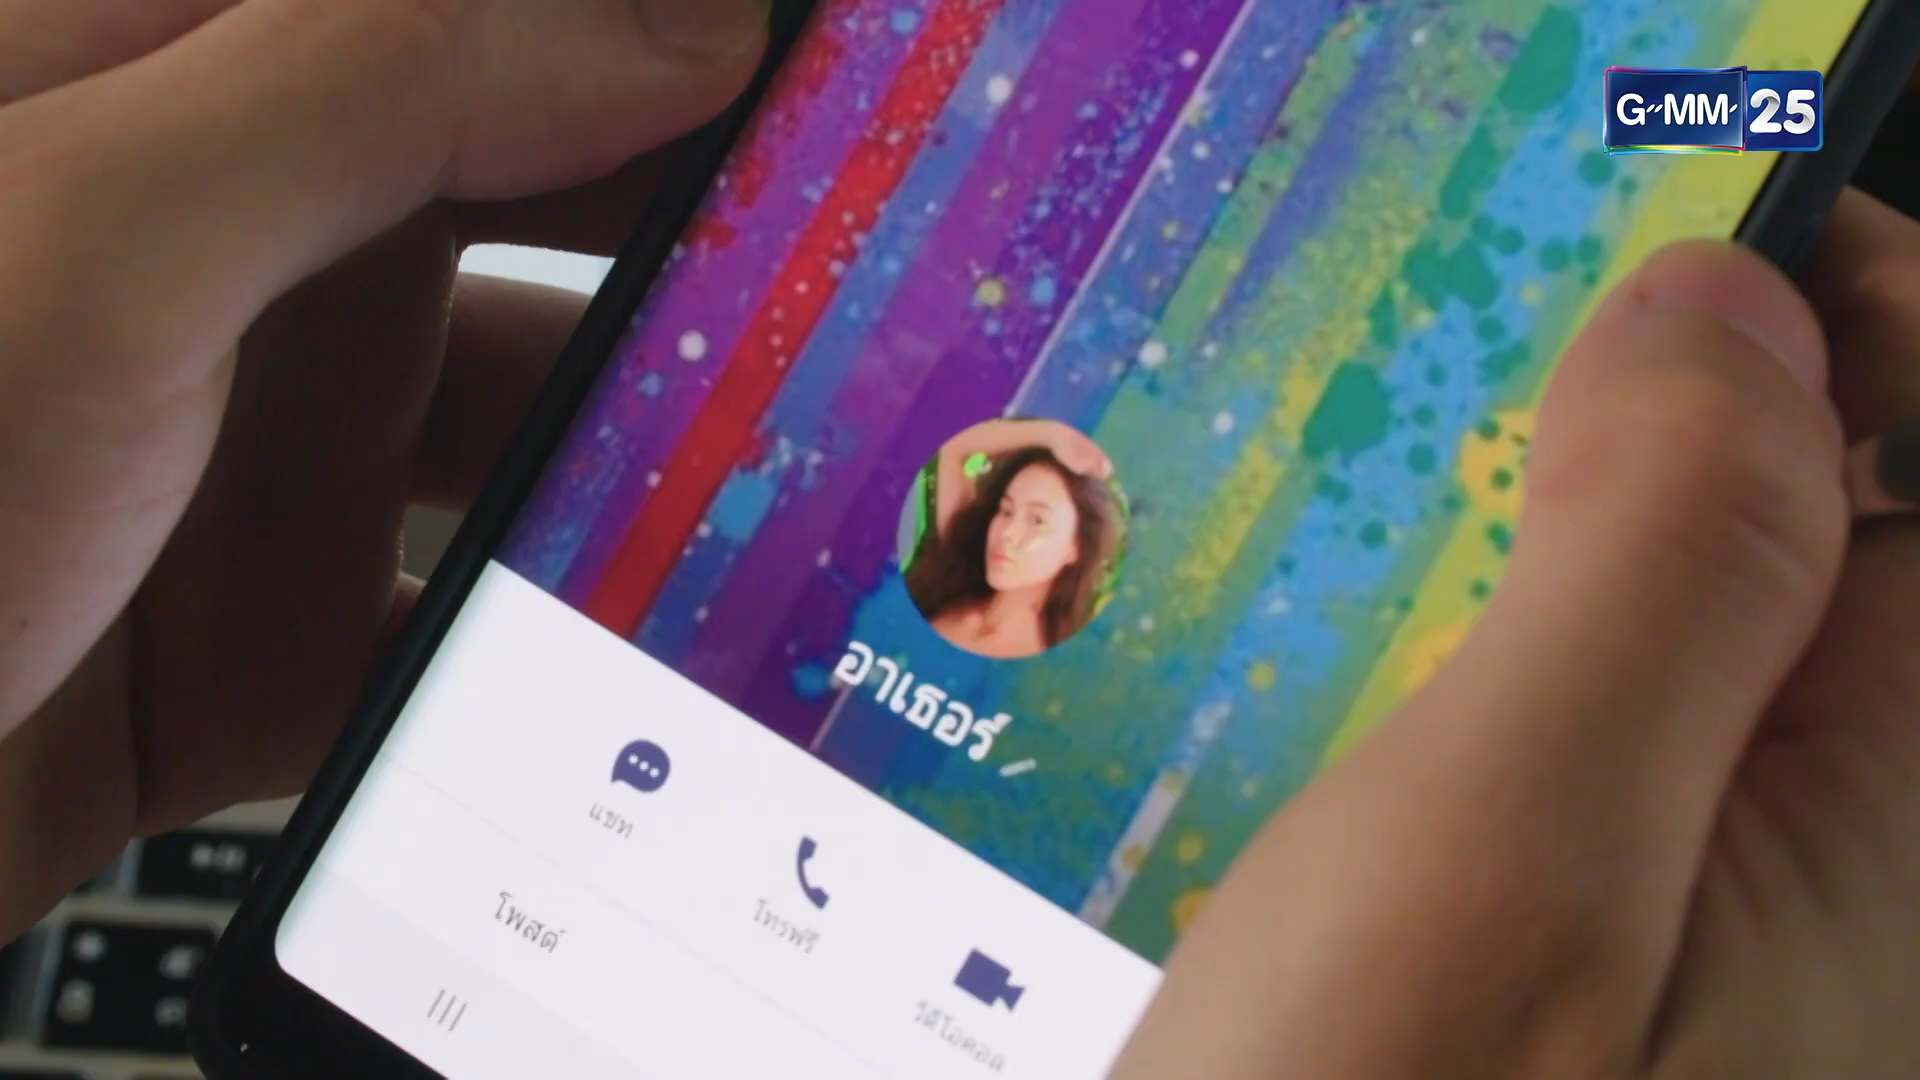 GMM 25
อาเธอร์
แชท
โทรฟรี
วิดีโอคอล
โพสต์